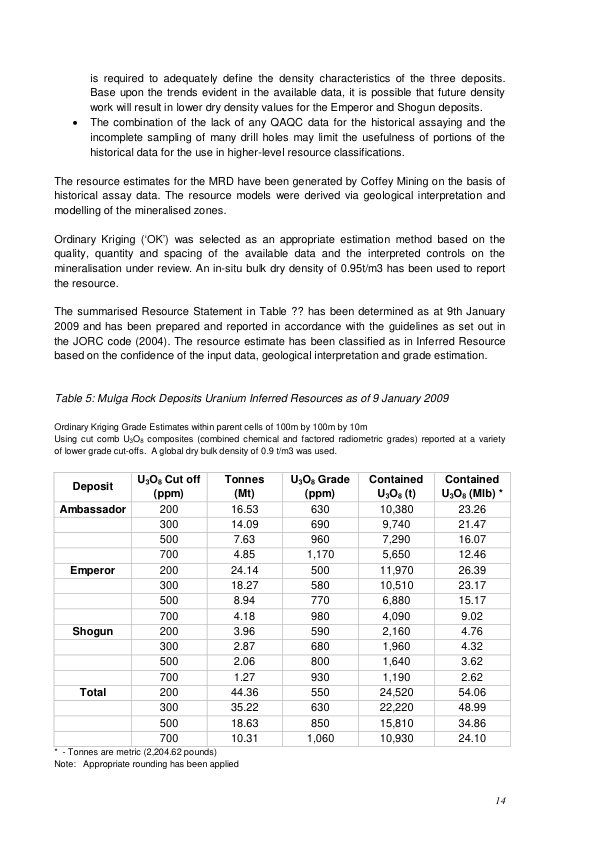 is required to adequately define the density characteristics of the three deposits.
Base upon the trends evident in the available data, it is possible that future density
work will result in lower dry density values for the Emperor and Shogun deposits.
• The combination of the lack of any QAQC data for the historical assaying and the
incomplete sampling of many drill holes may limit the usefulness of portions of the
historical data for the use in higher-level resource classifications.
The resource estimates for the MRD have been generated by Coffey Mining on the basis of
historical assay data. The resource models were derived via geological interpretation and
modelling of the mineralised zones.
Ordinary Kriging (‘OK’) was selected as an appropriate estimation method based on the
quality, quantity and spacing of the available data and the interpreted controls on the
mineralisation under review. An in-situ bulk dry density of 0.95t/m3 has been used to report
the resource.
The summarised Resource Statement in Table ?? has been determined as at 9th January
2009 and has been prepared and reported in accordance with the guidelines as set out in
the JORC code (2004). The resource estimate has been classified as in Inferred Resource
based on the confidence of the input data, geological interpretation and grade estimation.
Table 5: Mulga Rock Deposits Uranium Inferred Resources as of 9 January 2009
Ordinary Kriging Grade Estimates within parent cells of 100m by 100m by 10m
Using cut comb U₃O₈ composites (combined chemical and factored radiometric grades) reported at a variety
of lower grade cut-offs. A global dry bulk density of 0.9 t/m3 was used.
Deposit U₃O₈ Cut off (ppm) Tonnes (Mt) U₃O₈ Grade (ppm) Contained U₃O₈ (t) Contained U₃O₈ (Mlb) *
Ambassador 200 16.53 630 10,380 23.26
300 14.09 690 9,740 21.47
500 7.63 960 7,290 16.07
700 4.85 1,170 5,650 12.46
Emperor 200 24.14 500 11,970 26.39
300 18.27 580 10,510 23.17
500 8.94 770 6,880 15.17
700 4.18 980 4,090 9.02
Shogun 200 3.96 590 2,160 4.76
300 2.87 680 1,960 4.32
500 2.06 800 1,640 3.62
700 1.27 930 1,190 2.62
Total 200 44.36 550 24,520 54.06
300 35.22 630 22,220 48.99
500 18.63 850 15,810 34.86
700 10.31 1,060 10,930 24.10
* - Tonnes are metric (2,204.62 pounds)
Note: Appropriate rounding has been applied
14